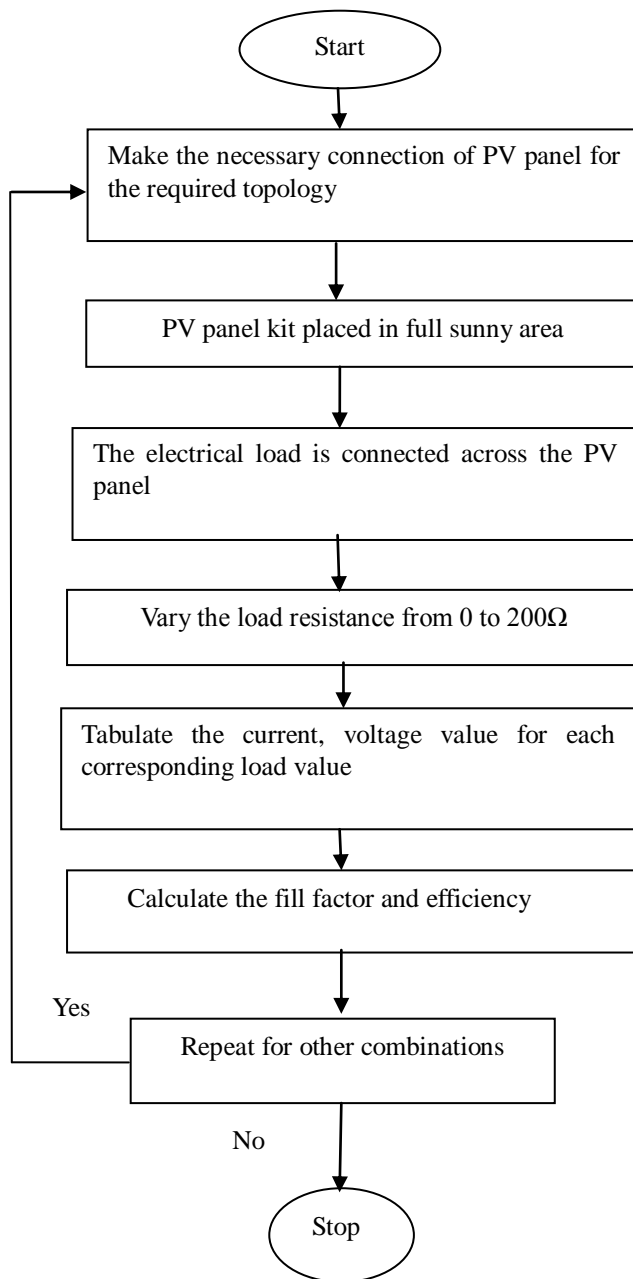 Start
Make the necessary connection of PV panel for
the required topology
PV panel kit placed in full sunny area
The electrical load is connected across the PV
panel
Vary the load resistance from 0 to 200Ω
Tabulate the current, voltage value for each
corresponding load value
Calculate the fill factor and efficiency
Yes
Repeat for other combinations
No
Stop